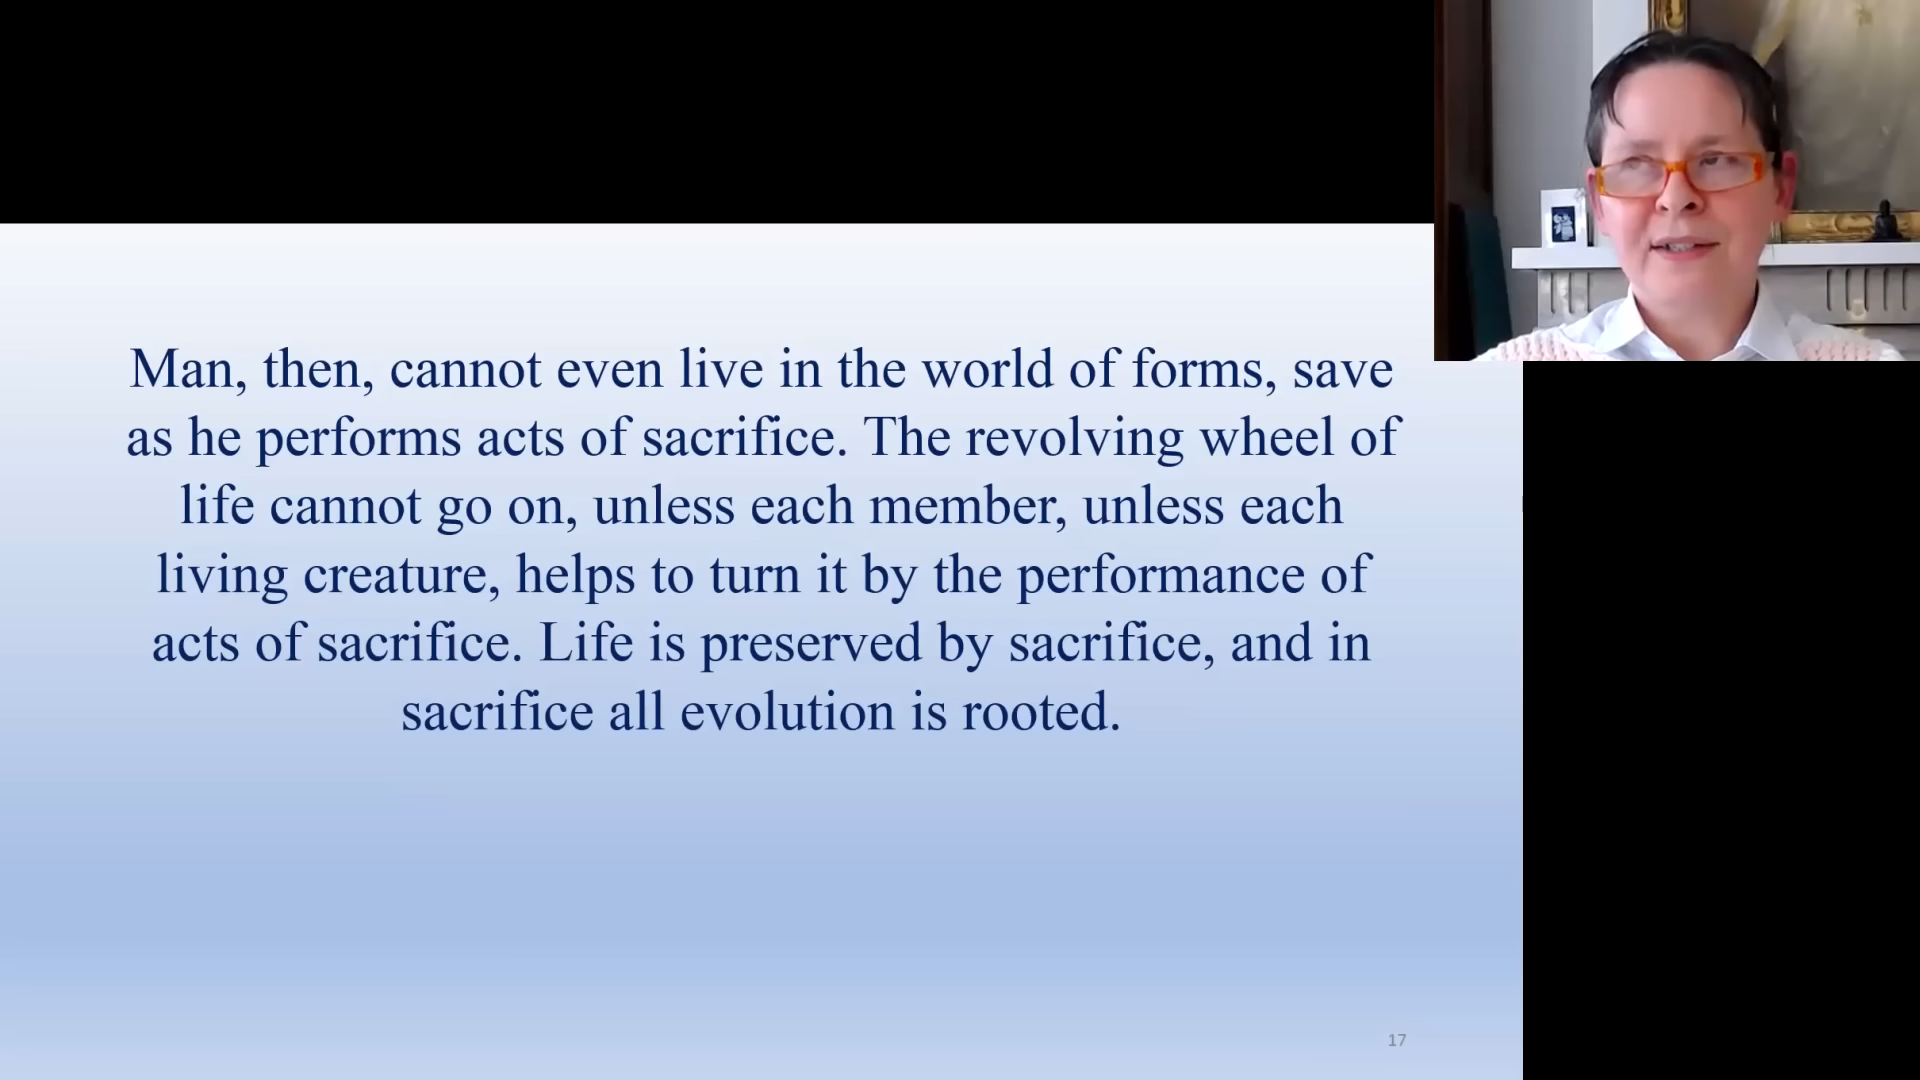 Man, then, cannot even live in the world of forms, save
as he performs acts of sacrifice. The revolving wheel of
life cannot go on, unless each member, unless each
living creature, helps to turn it by the performance of
acts of sacrifice. Life is preserved by sacrifice, and in
sacrifice all evolution is rooted.
17